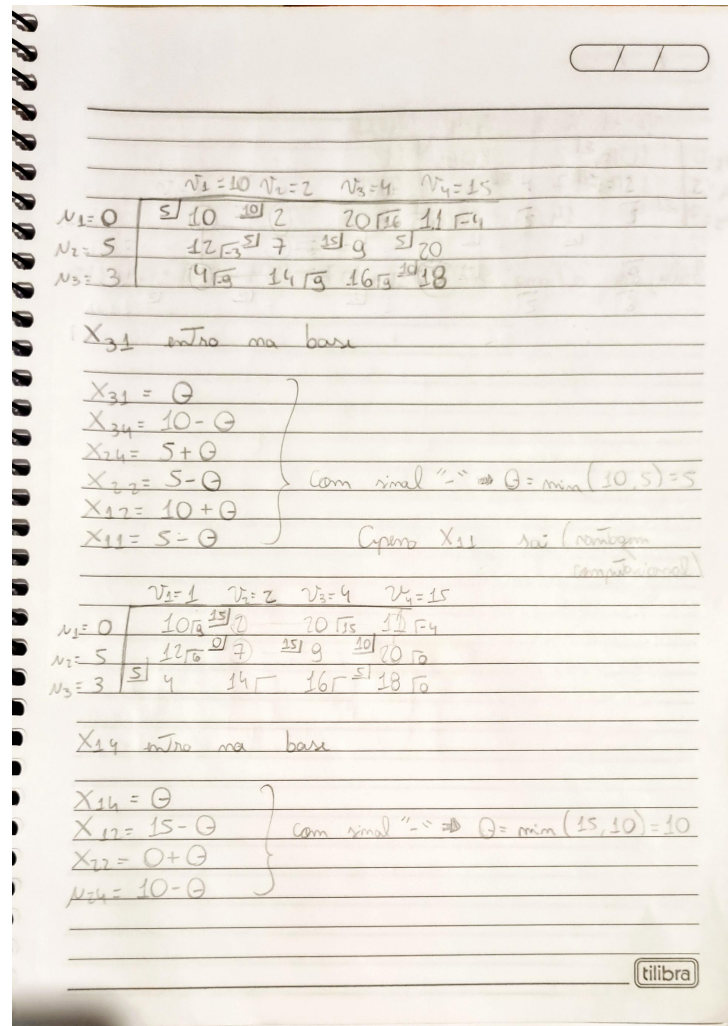 V1=10 V2=2 V3=4 V4=15
u1=0 5 10 10 2 20 16 11 -4
u2=5 12 -3 5 7 15 9 5 20
u3=3 4 -9 14 9 16 9 10 18
X31 entra na base
X31 = θ
X34 = 10-θ
X24 = 5+θ
X22 = 5-θ
X12 = 10+θ
X11 = 5-θ
Com sinal "-" ⇒ θ = min(10,5)=5
X11 sai (vantagem computacional)
V1=1 V2=2 V3=4 V4=15
u1=0 10 9 15 2 20 15 11 -4
u2=5 12 6 0 7 15 9 10 20 0
u3=3 5 4 14 16 5 18 0
X14 entra na base
X14 = θ
X12 = 15-θ
X22 = 0+θ
X24 = 10-θ
Com sinal "-" ⇒ θ = min(15,10)=10
tilibra